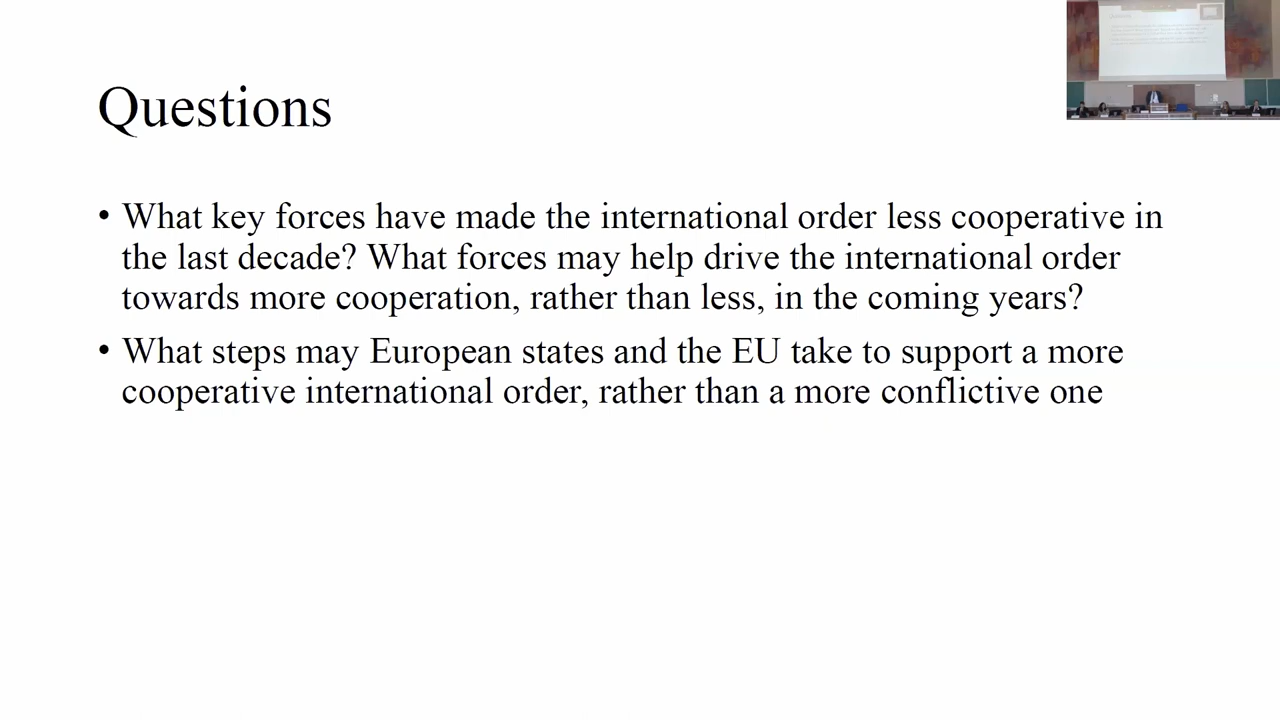 Questions
• What key forces have made the international order less cooperative in
the last decade? What forces may help drive the international order
towards more cooperation, rather than less, in the coming years?
• What steps may European states and the EU take to support a more
cooperative international order, rather than a more conflictive one